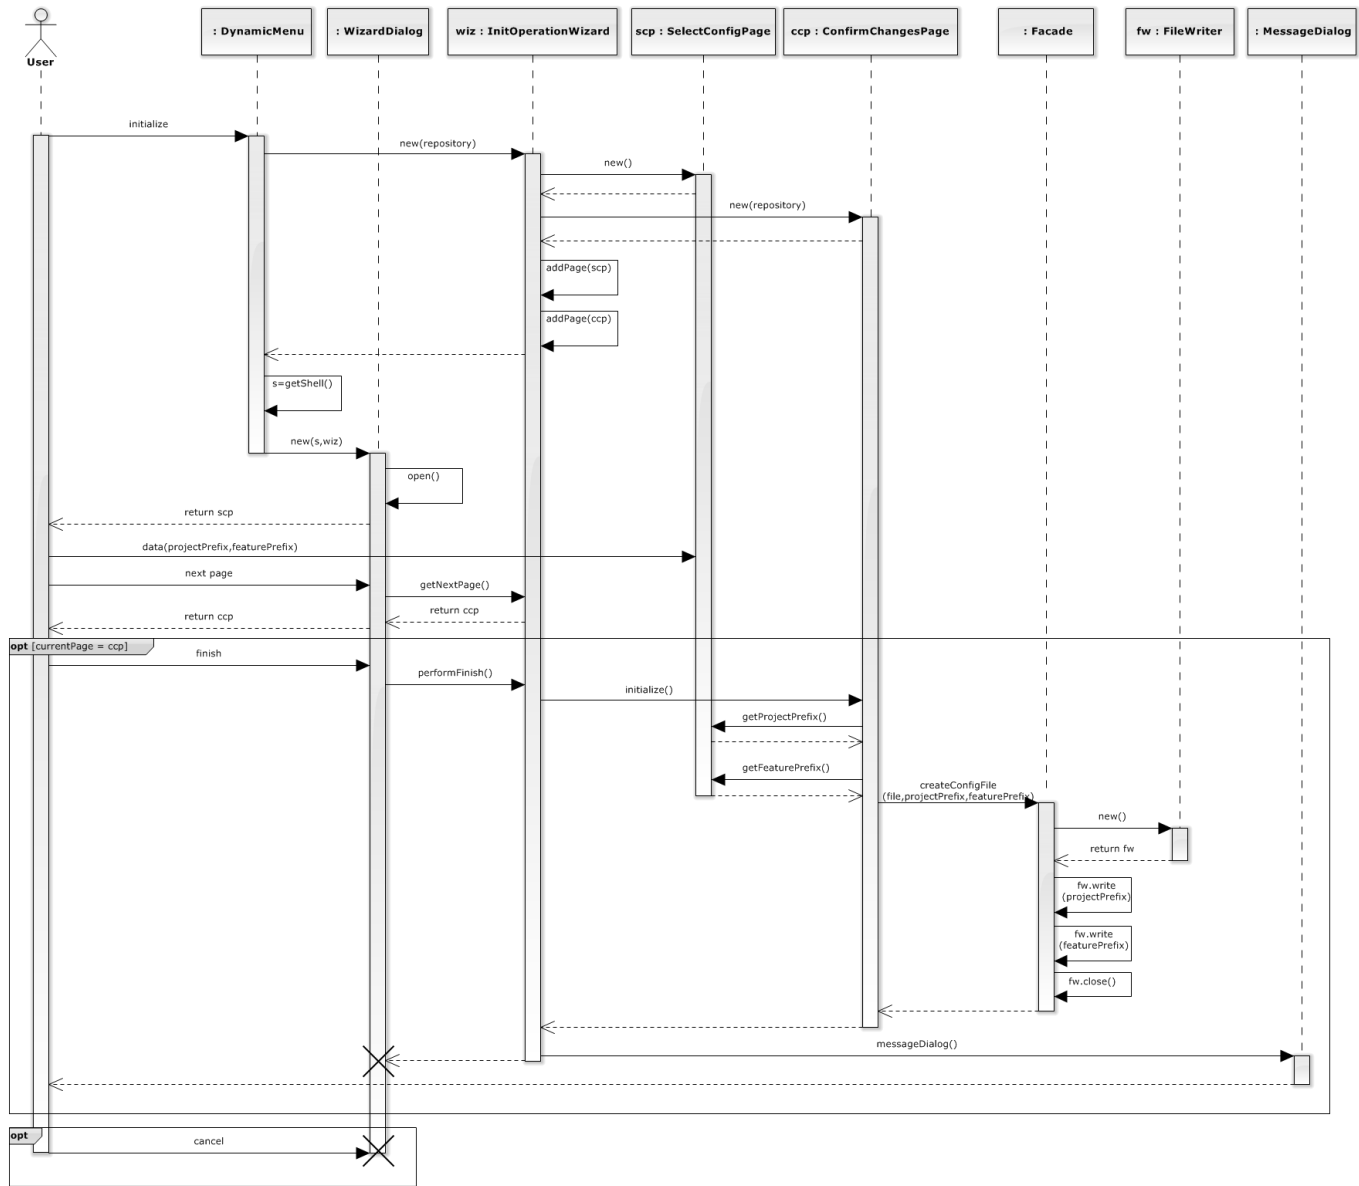 : DynamicMenu
: WizardDialog
wiz : InitOperationWizard
scp : SelectConfigPage
ccp : ConfirmChangesPage
: Facade
fw : FileWriter
: MessageDialog
User
initialize
new(repository)
new()
new(repository)
addPage(scp)
addPage(ccp)
s=getShell()
new(s,wiz)
open()
return scp
data(projectPrefix,featurePrefix)
next page
getNextPage()
return ccp
return ccp
opt [currentPage = ccp]
finish
performFinish()
initialize()
getProjectPrefix()
getFeaturePrefix()
createConfigFile
(file,projectPrefix,featurePrefix)
new()
return fw
fw.write
(projectPrefix)
fw.write
(featurePrefix)
fw.close()
messageDialog()
opt
cancel